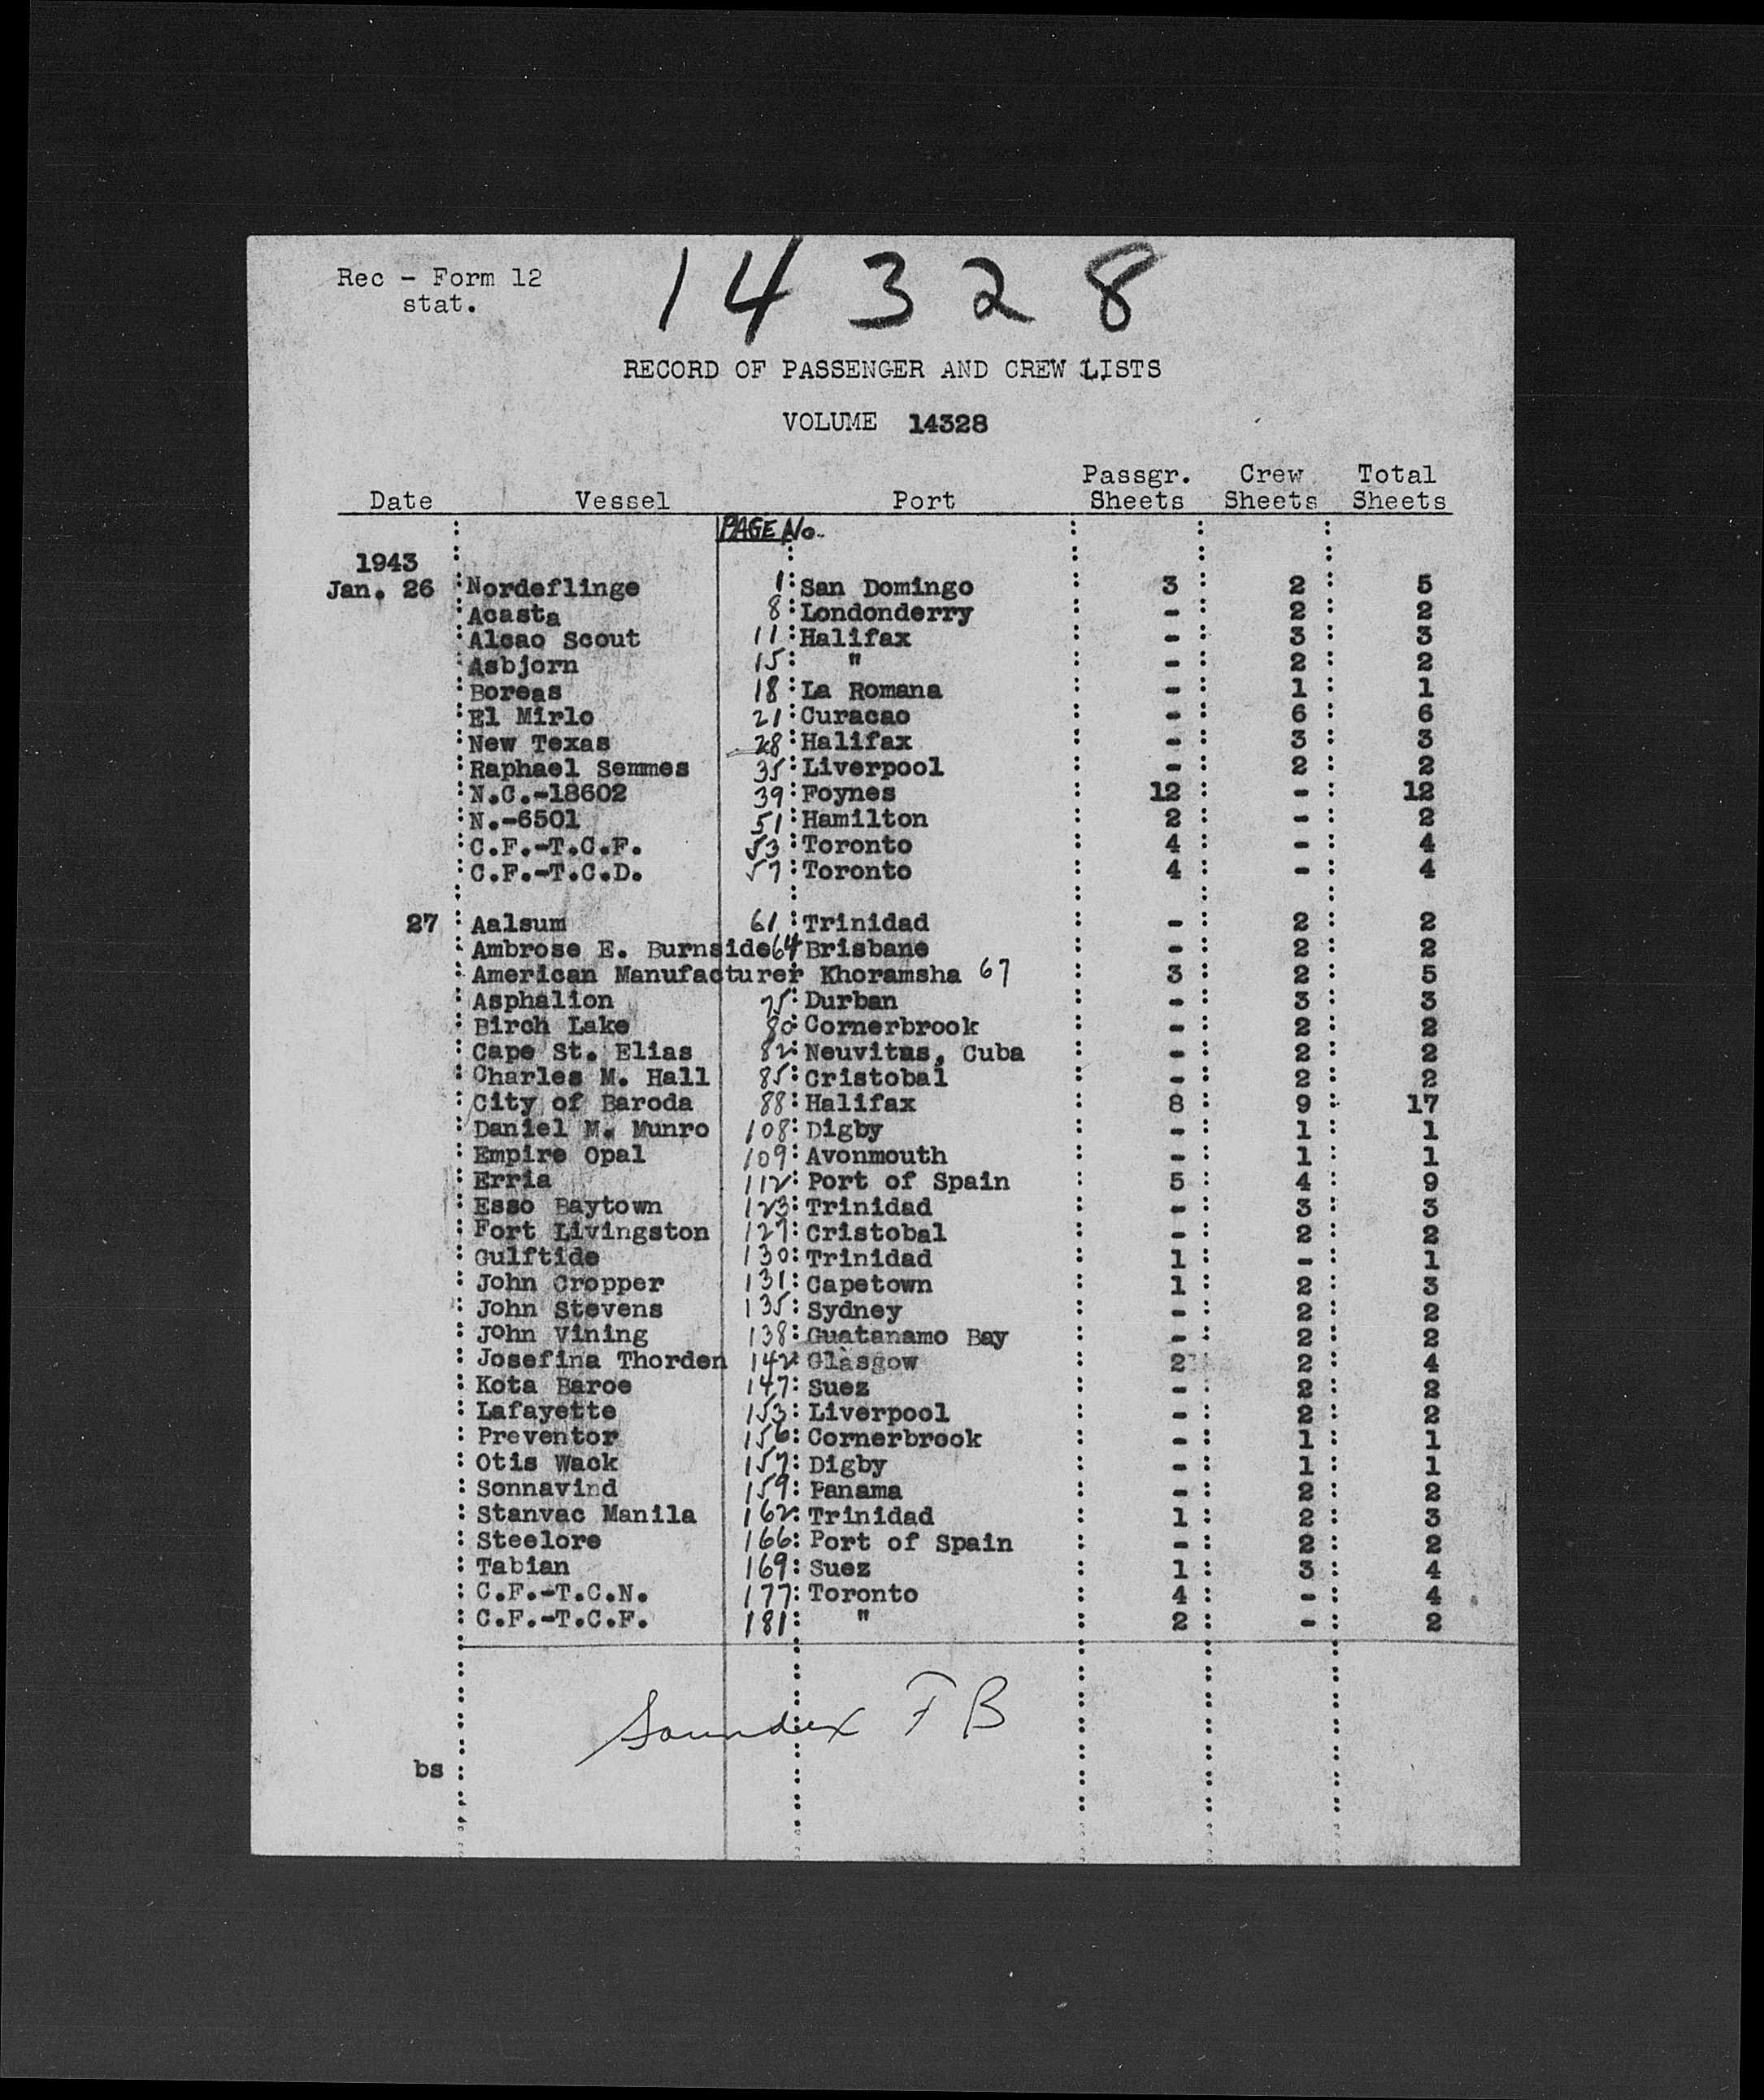 14328
Rec - Form 12
stat.
RECORD OF PASSENGER AND CREW LISTS
VOLUME 14328
Date Vessel Port Passgr. Sheets Crew Sheets Total Sheets
PAGE No.
1943
Jan. 26 Nordeflinge 1 San Domingo 3 2 5
Acasta 8 Londonderry - 2 2
Alcao Scout 11 Halifax - 3 3
Asbjorn 15 " - 2 2
Boreas 18 La Romana - 1 1
El Mirlo 21 Curacao - 6 6
New Texas 28 Halifax - 3 3
Raphael Semmes 35 Liverpool - 2 2
N.C.-18602 39 Foynes 12 - 12
N.-6501 51 Hamilton 2 - 2
C.F.-T.C.F. 53 Toronto 4 - 4
C.F.-T.C.D. 57 Toronto 4 - 4
27 Aalsum 61 Trinidad - 2 2
Ambrose E. Burnside 64 Brisbane - 2 2
American Manufacturer Khoramsha 67 3 2 5
Asphalion 75 Durban - 3 3
Birch Lake 80 Cornerbrook - 2 2
Cape St. Elias 82 Neuvitas, Cuba - 2 2
Charles M. Hall 85 Cristobal - 2 2
City of Baroda 88 Halifax 8 9 17
Daniel M. Munro 108 Digby - 1 1
Empire Opal 109 Avonmouth - 1 1
Erria 112 Port of Spain 5 4 9
Esso Baytown 123 Trinidad - 3 3
Fort Livingston 127 Cristobal - 2 2
Gulftide 130 Trinidad 1 - 1
John Cropper 131 Capetown 1 2 3
John Stevens 135 Sydney - 2 2
John Vining 138 Guatanamo Bay - 2 2
Josefina Thorden 142 Glasgow 2 2 4
Kota Baroe 147 Suez - 2 2
Lafayette 153 Liverpool - 2 2
Preventor 156 Cornerbrook - 1 1
Otis Wack 157 Digby - 1 1
Sonnavind 159 Panama - 2 2
Stanvac Manila 162 Trinidad 1 2 3
Steelore 166 Port of Spain - 2 2
Tabian 169 Suez 1 3 4
C.F.-T.C.N. 177 Toronto 4 - 4
C.F.-T.C.F. 181 " 2 - 2
Soundex F B
bs